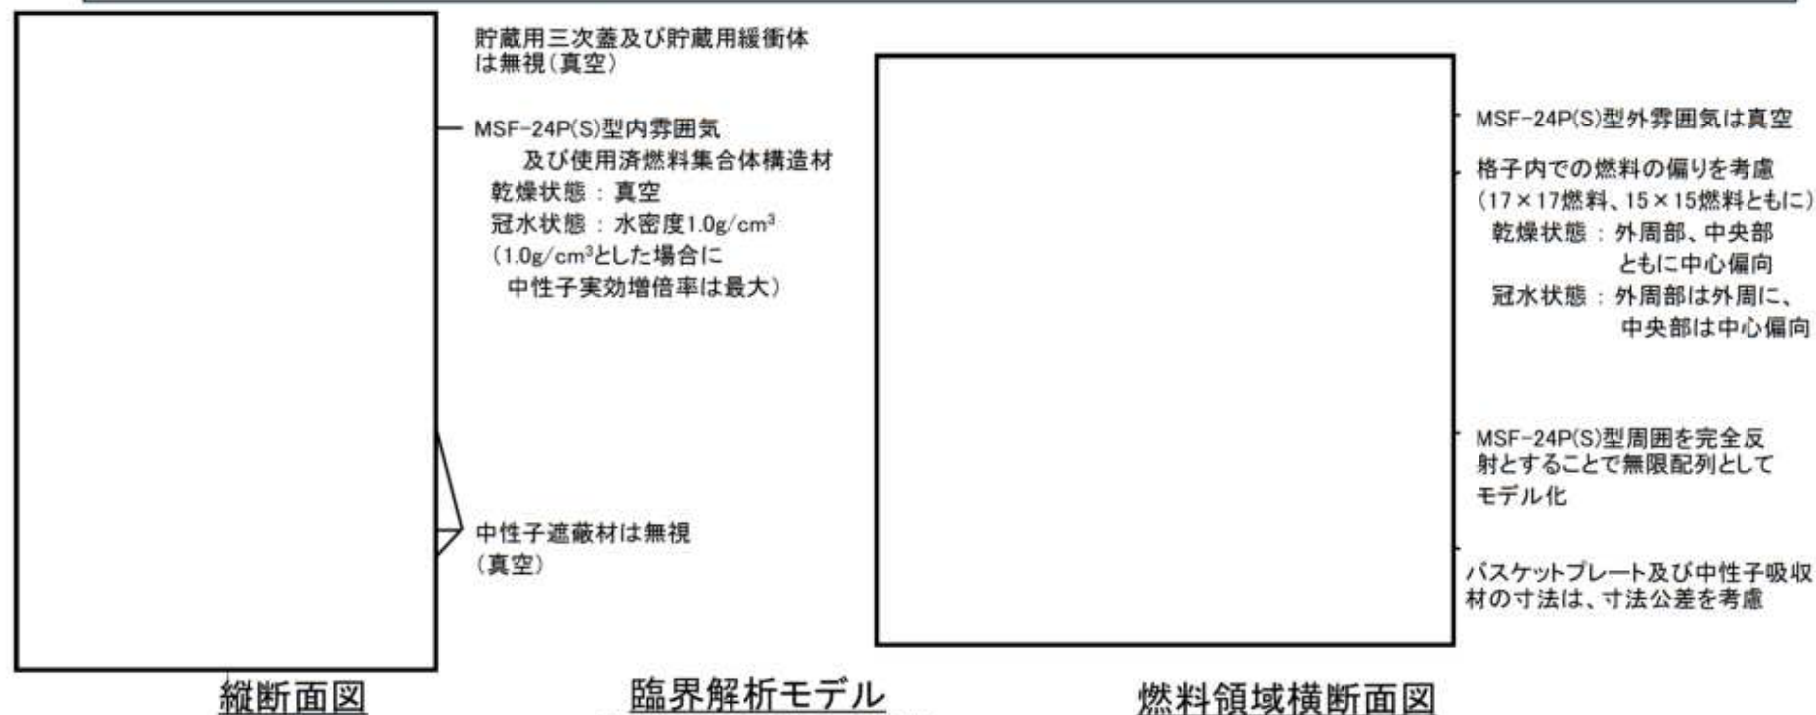 貯蔵用三次蓋及び貯蔵用緩衝体
は無視(真空)
MSF-24P(S)型内雰囲気
及び使用済燃料集合体構造材
乾燥状態：真空
冠水状態：水密度1.0g/cm³
(1.0g/cm³とした場合に
中性子実効増倍率は最大)
中性子遮蔽材は無視
(真空)
縦断面図
臨界解析モデル
MSF-24P(S)型外雰囲気は真空
格子内での燃料の偏りを考慮
(17×17燃料、15×15燃料ともに)
乾燥状態：外周部、中央部
ともに中心偏向
冠水状態：外周部は外周に、
中央部は中心偏向
MSF-24P(S)型周囲を完全反
射とすることで無限配列として
モデル化
バスケットプレート及び中性子吸収
材の寸法は、寸法公差を考慮
燃料領域横断面図